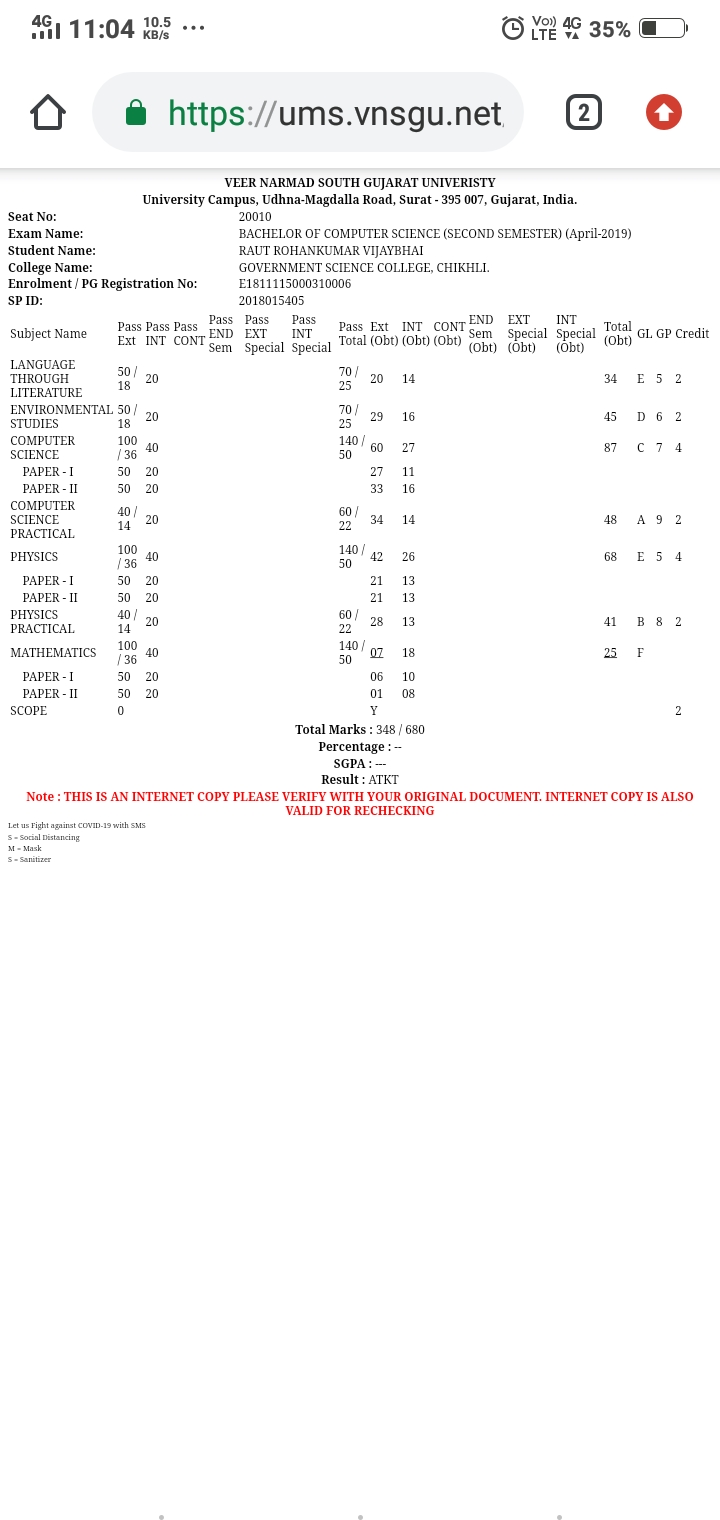 4G 11:04 10.5 KB/s ...
Vo)) LTE 4G 35%
https://ums.vnsgu.net
2
VEER NARMAD SOUTH GUJARAT UNIVERISTY
University Campus, Udhna-Magdalla Road, Surat - 395 007, Gujarat, India.
Seat No: 20010
Exam Name: BACHELOR OF COMPUTER SCIENCE (SECOND SEMESTER) (April-2019)
Student Name: RAUT ROHANKUMAR VIJAYBHAI
College Name: GOVERNMENT SCIENCE COLLEGE, CHIKHLI.
Enrolment / PG Registration No: E1811115000310006
SP ID: 2018015405
Subject Name Pass Ext Pass INT Pass CONT Pass END Sem Pass EXT Special Pass INT Special Pass Total Ext (Obt) INT (Obt) CONT (Obt) END Sem (Obt) EXT Special (Obt) INT Special (Obt) Total (Obt) GL GP Credit
LANGUAGE THROUGH LITERATURE 50 / 18 20 70 / 25 20 14 34 E 5 2
ENVIRONMENTAL STUDIES 50 / 18 20 70 / 25 29 16 45 D 6 2
COMPUTER SCIENCE 100 / 36 40 140 / 50 60 27 87 C 7 4
PAPER - I 50 20 27 11
PAPER - II 50 20 33 16
COMPUTER SCIENCE PRACTICAL 40 / 14 20 60 / 22 34 14 48 A 9 2
PHYSICS 100 / 36 40 140 / 50 42 26 68 E 5 4
PAPER - I 50 20 21 13
PAPER - II 50 20 21 13
PHYSICS PRACTICAL 40 / 14 20 60 / 22 28 13 41 B 8 2
MATHEMATICS 100 / 36 40 140 / 50 07 18 25 F
PAPER - I 50 20 06 10
PAPER - II 50 20 01 08
SCOPE 0 Y 2
Total Marks : 348 / 680
Percentage : --
SGPA : ---
Result : ATKT
Note : THIS IS AN INTERNET COPY PLEASE VERIFY WITH YOUR ORIGINAL DOCUMENT. INTERNET COPY IS ALSO
VALID FOR RECHECKING
Let us Fight against COVID-19 with SMS
S = Social Distancing
M = Mask
S = Sanitizer